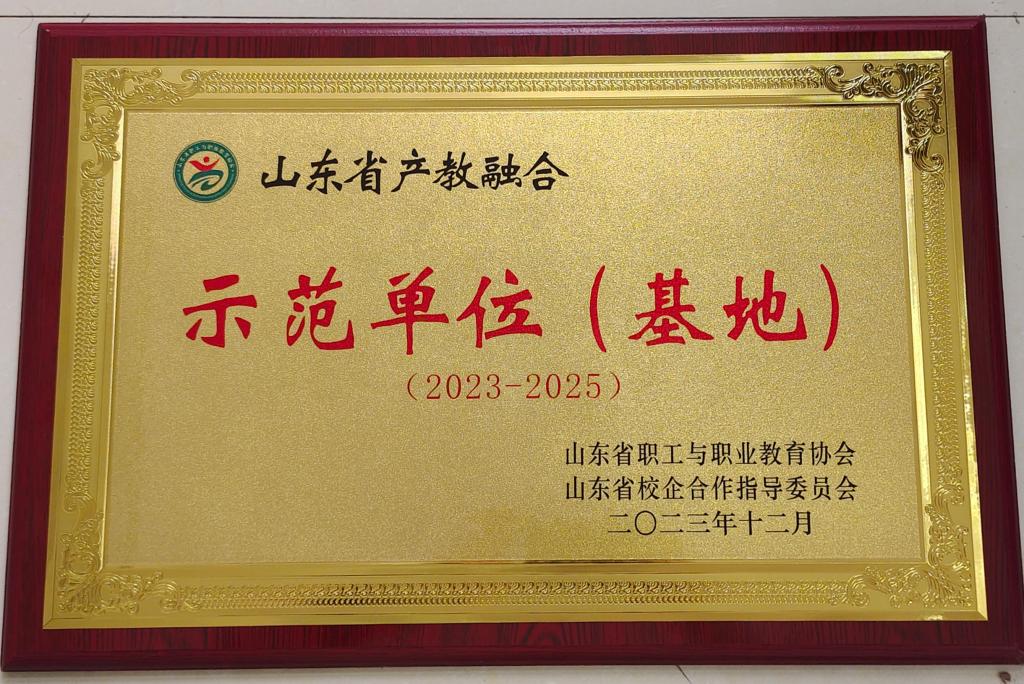 山东省产教融合
示范单位（基地）
（2023-2025）
山东省职工与职业教育协会
山东省校企合作指导委员会
二〇二三年十二月